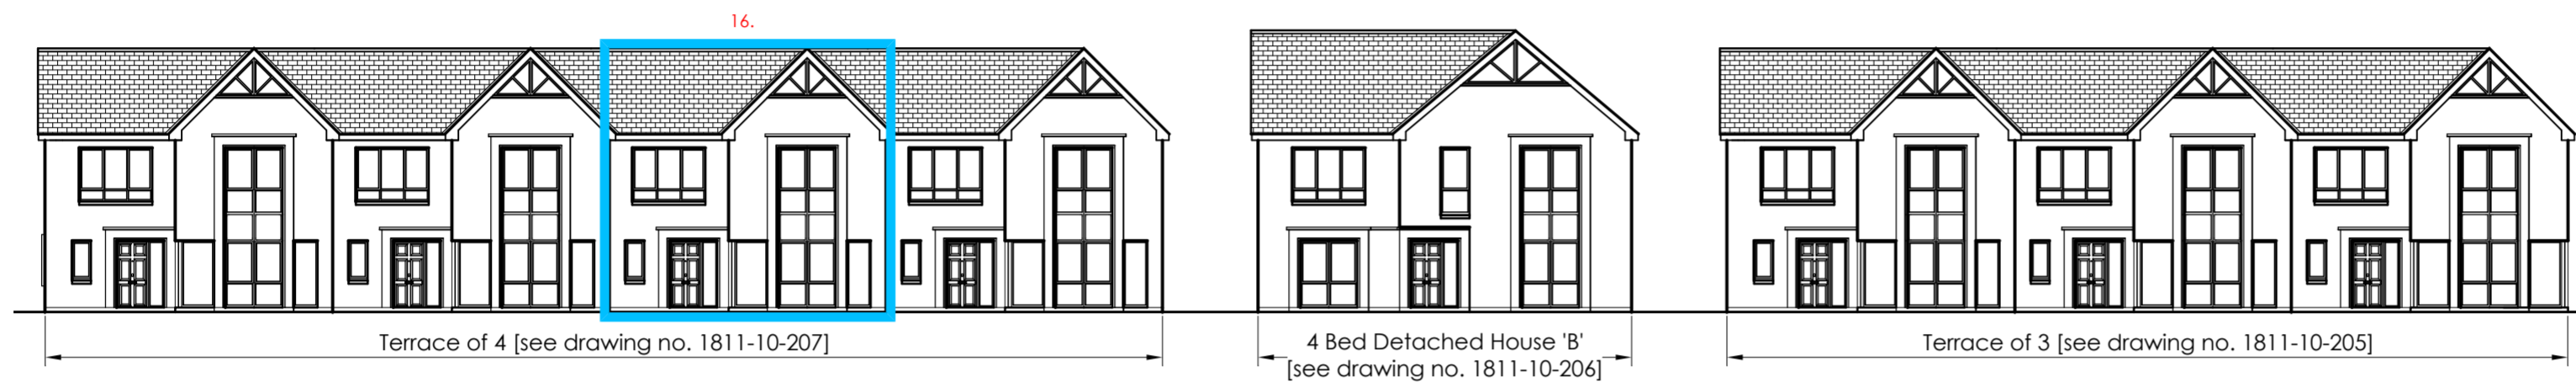 16.
Terrace of 4 [see drawing no. 1811-10-207]
4 Bed Detached House 'B'
[see drawing no. 1811-10-206]
Terrace of 3 [see drawing no. 1811-10-205]